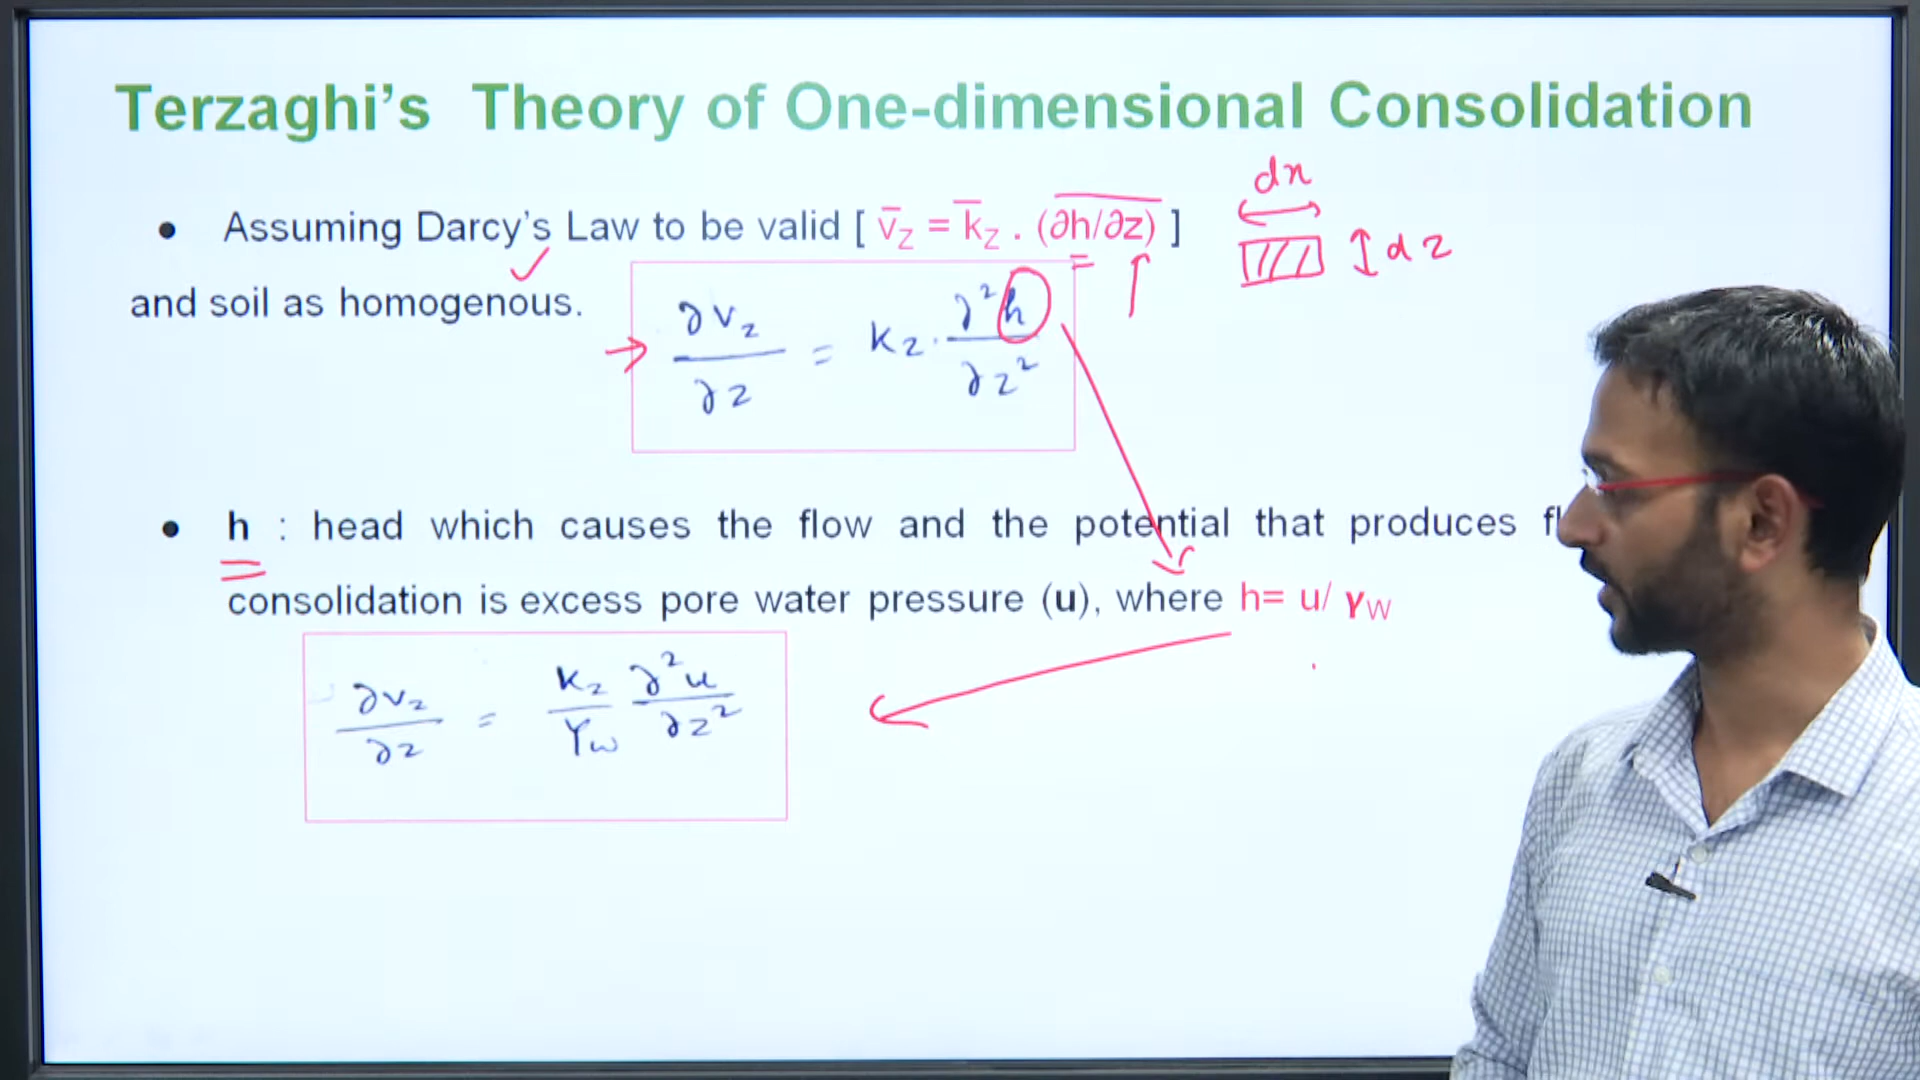 Terzaghi's Theory of One-dimensional Consolidation
dx
• Assuming Darcy's Law to be valid [ v̄z = k̄z . (∂h/∂z) ]
dz
and soil as homogenous.
∂vz/∂z = kz · ∂²h/∂z²
• h : head which causes the flow and the potential that produces fl
consolidation is excess pore water pressure (u), where h= u/ γw
∂vz/∂z = kz/γw ∂²u/∂z²